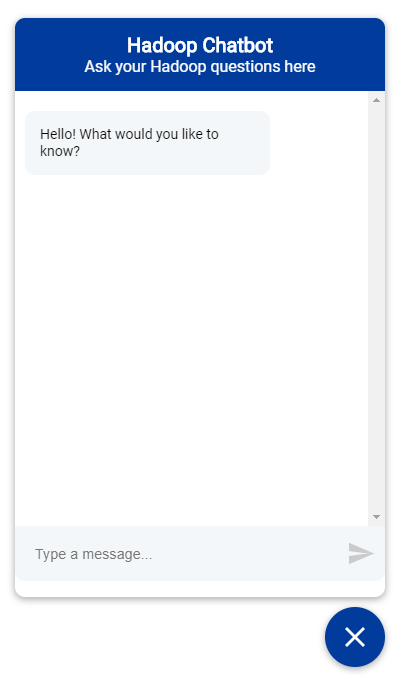 Hadoop Chatbot
Ask your Hadoop questions here
Hello! What would you like to
know?
Type a message...